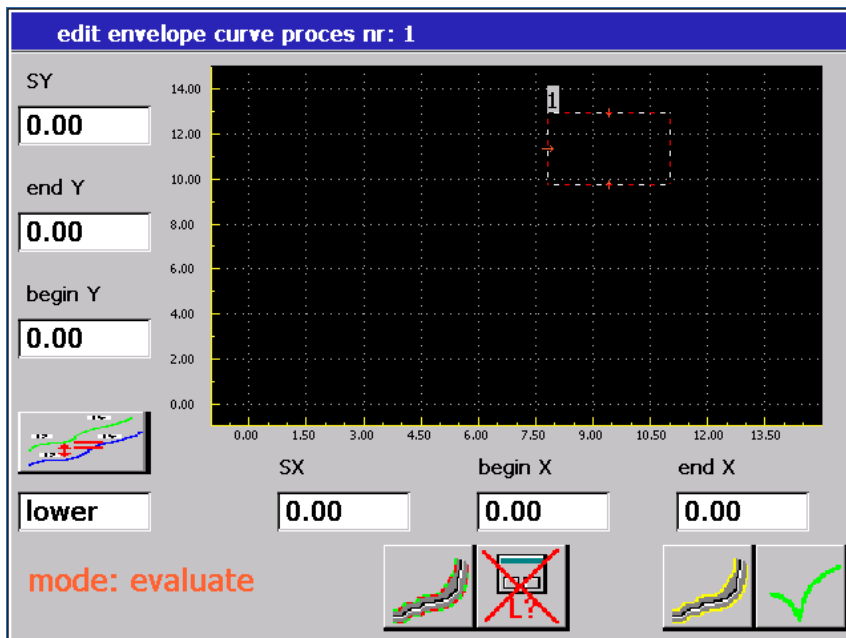 edit envelope curve proces nr: 1
SY
0.00
end Y
0.00
begin Y
0.00
lower
14.00
12.00
10.00
8.00
6.00
4.00
2.00
0.00
1
0.00 1.50 3.00 4.50 6.00 7.50 9.00 10.50 12.00 13.50
SX begin X end X
0.00 0.00 0.00
mode: evaluate
L?